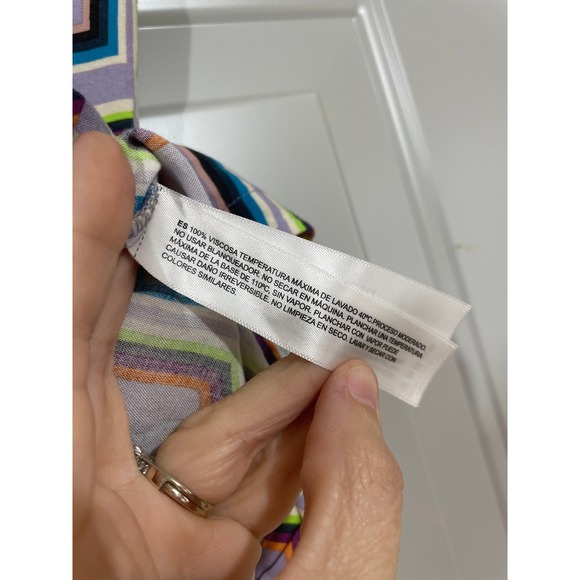 ES 100% VISCOSA TEMPERATURA MÁXIMA DE LAVADO 40ºC.PROCESO MODERADO.
NO USAR BLANQUEADOR. NO SECAR EN MÁQUINA. PLANCHAR UNA TEMPERATURA
MÁXIMA DE LA BASE DE 110ºC, SIN VAPOR. PLANCHAR CON VAPOR PUEDE
CAUSAR DAÑO IRREVERSIBLE. NO LIMPIEZA EN SECO. LAVAR Y SECAR CON
COLORES SIMILARES.